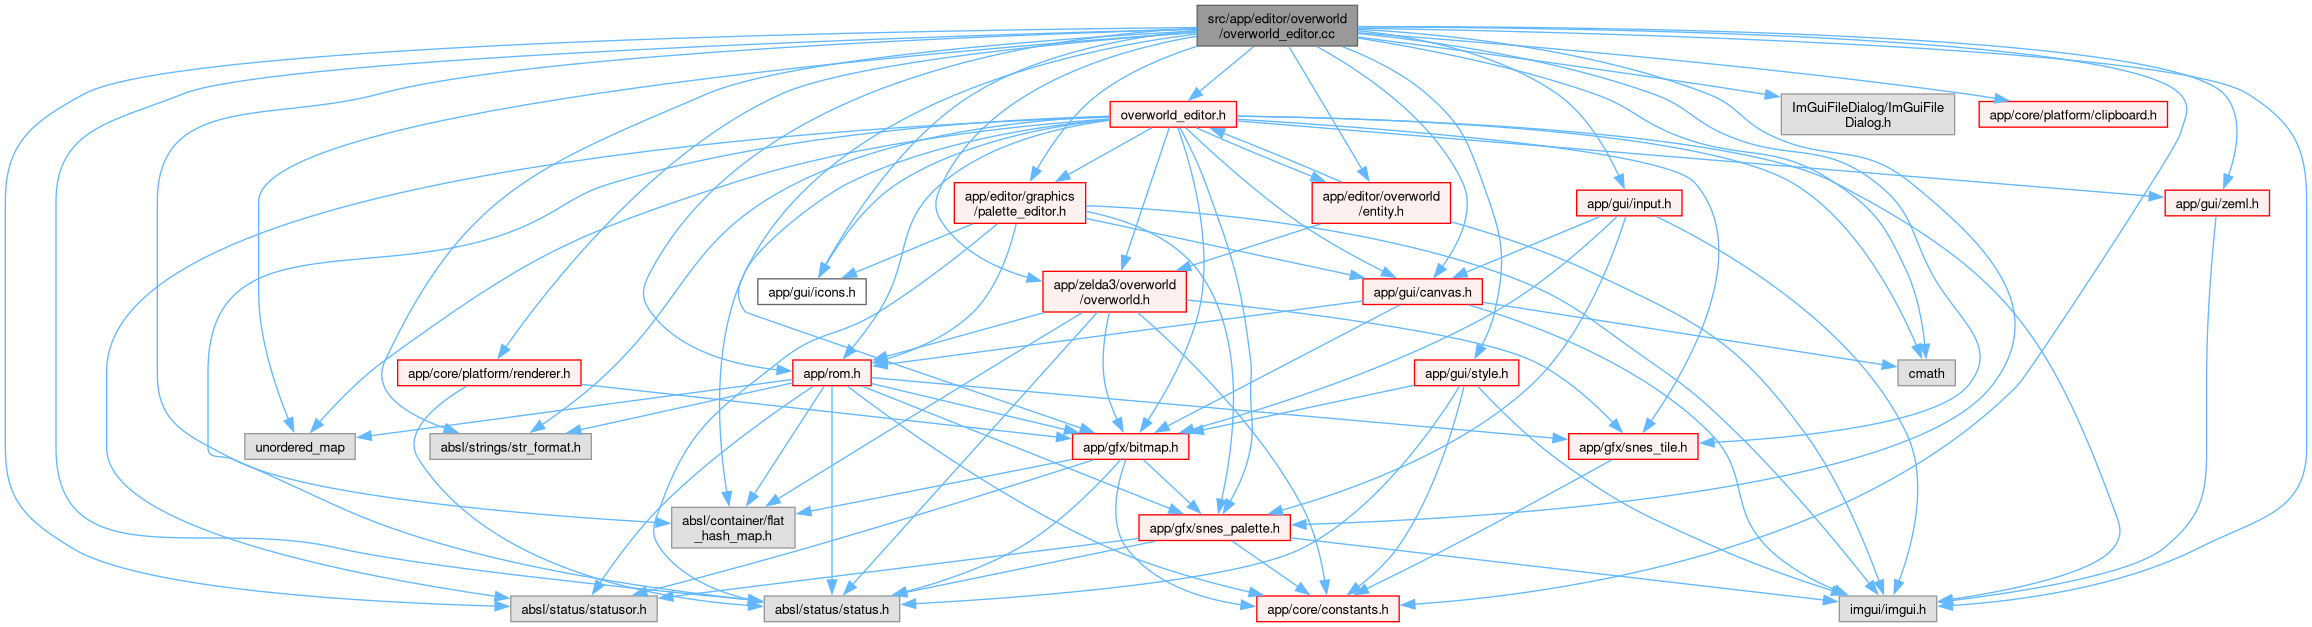 src/app/editor/overworld
/overworld_editor.cc
ImGuiFileDialog/ImGuiFile
Dialog.h
app/core/platform/clipboard.h
overworld_editor.h
app/editor/graphics
/palette_editor.h
app/editor/overworld
/entity.h
app/gui/input.h
app/gui/zeml.h
app/gui/icons.h
app/zelda3/overworld
/overworld.h
app/gui/canvas.h
app/core/platform/renderer.h
app/rom.h
app/gui/style.h
cmath
unordered_map
absl/strings/str_format.h
app/gfx/bitmap.h
app/gfx/snes_tile.h
absl/container/flat
_hash_map.h
app/gfx/snes_palette.h
absl/status/statusor.h
absl/status/status.h
app/core/constants.h
imgui/imgui.h